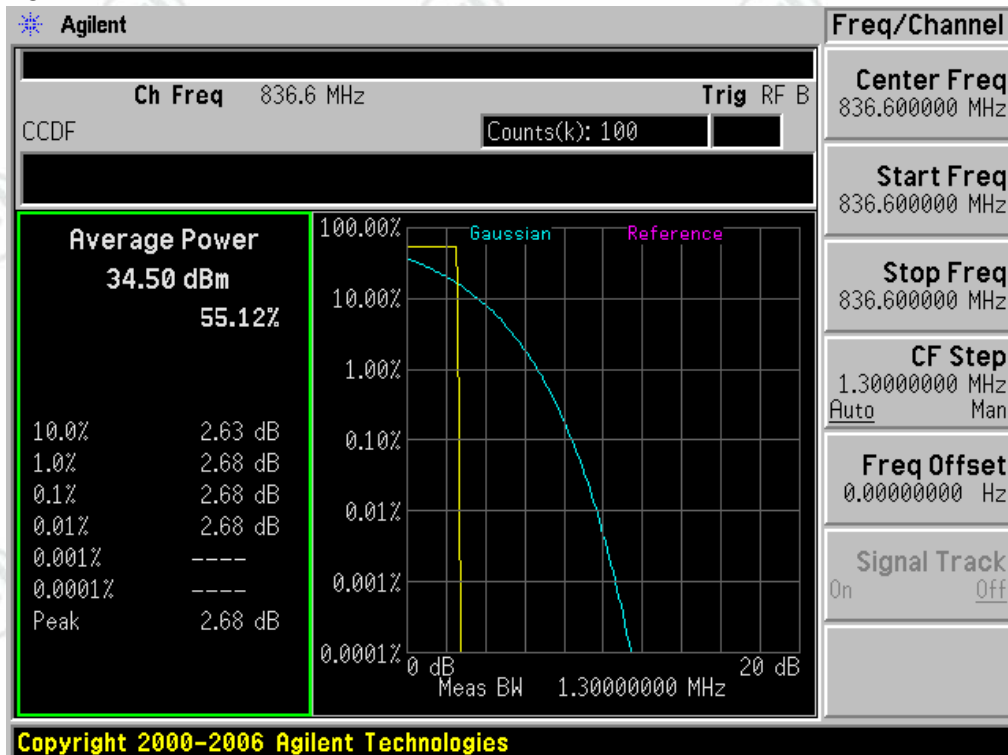 Agilent
Freq/Channel
Ch Freq 836.6 MHz Trig RF B
CCDF Counts(k): 100
Average Power
34.50 dBm
55.12%
10.0% 2.63 dB
1.0% 2.68 dB
0.1% 2.68 dB
0.01% 2.68 dB
0.001% ----
0.0001% ----
Peak 2.68 dB
Gaussian Reference
100.00%
10.00%
1.00%
0.10%
0.01%
0.001%
0.0001%
0 dB 20 dB
Meas BW 1.30000000 MHz
Center Freq
836.600000 MHz
Start Freq
836.600000 MHz
Stop Freq
836.600000 MHz
CF Step
1.30000000 MHz
Auto Man
Freq Offset
0.00000000 Hz
Signal Track
On Off
Copyright 2000-2006 Agilent Technologies